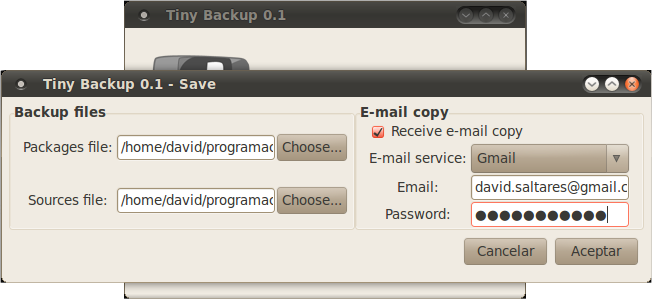 Tiny Backup 0.1
Tiny Backup 0.1 - Save
Backup files
Packages file: /home/david/programac Choose...
Sources file: /home/david/programac Choose...
E-mail copy
Receive e-mail copy
E-mail service: Gmail
Email: david.saltares@gmail.c
Password: ●●●●●●●●●●●
Cancelar Aceptar